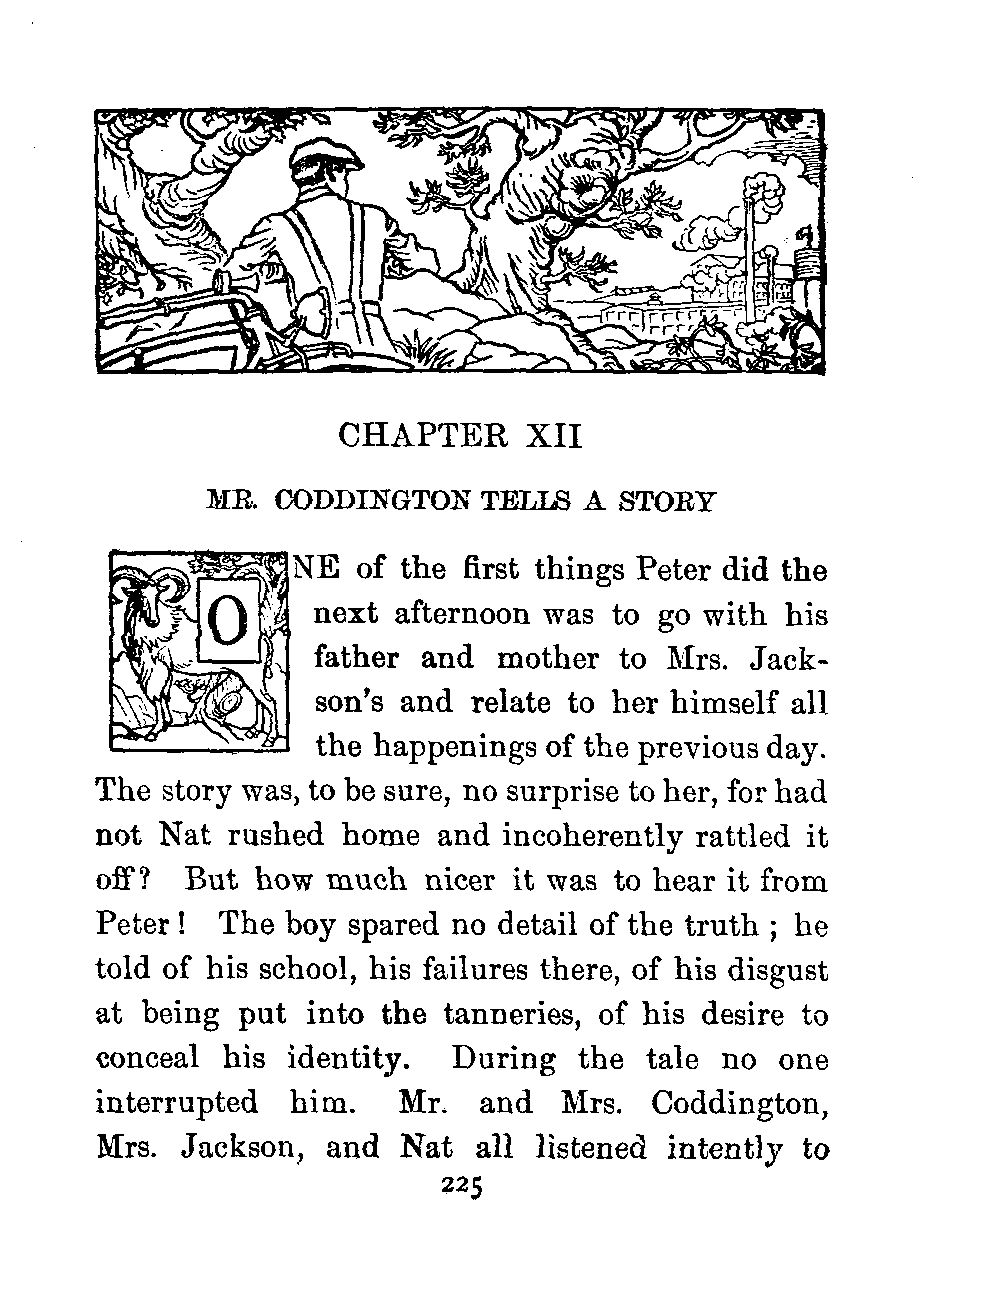 CHAPTER XII
MR. CODDINGTON TELLS A STORY
ONE of the first things Peter did the
next afternoon was to go with his
father and mother to Mrs. Jack-
son's and relate to her himself all
the happenings of the previous day.
The story was, to be sure, no surprise to her, for had
not Nat rushed home and incoherently rattled it
off? But how much nicer it was to hear it from
Peter! The boy spared no detail of the truth; he
told of his school, his failures there, of his disgust
at being put into the tanneries, of his desire to
conceal his identity. During the tale no one
interrupted him. Mr. and Mrs. Coddington,
Mrs. Jackson, and Nat all listened intently to
225